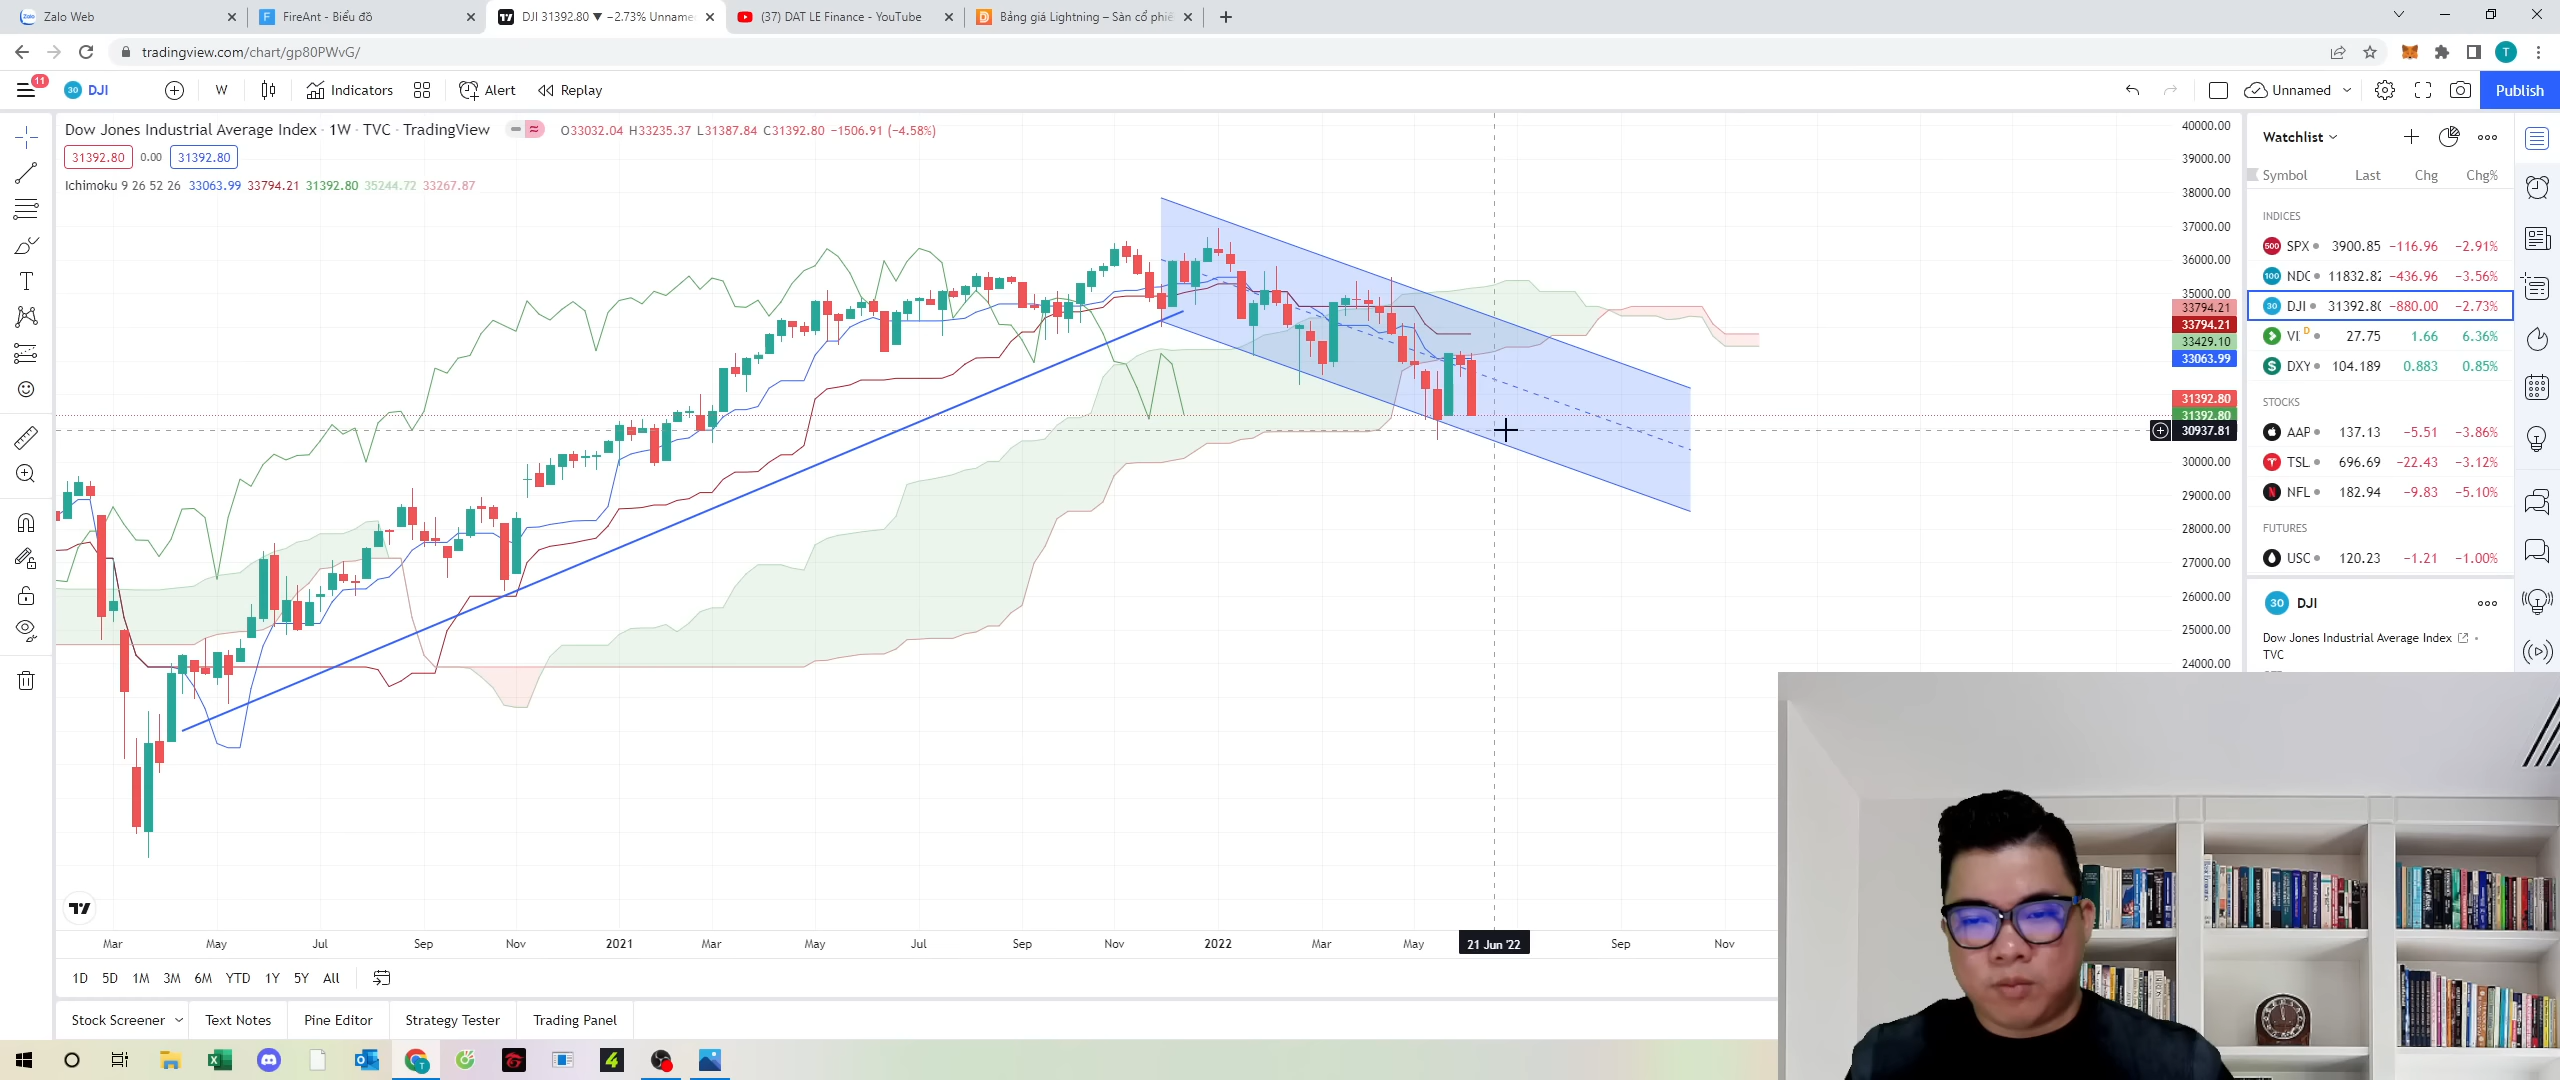 Zalo Web
FireAnt - Biểu đồ
DJI 31392.80 ▼ −2.73% Unname
(37) DAT LE Finance - YouTube
Bảng giá Lightning – Sàn cổ phiế
tradingview.com/chart/gp80PWvG/
T
11
30
DJI
W
Indicators
Alert
Replay
Unnamed
Publish
Dow Jones Industrial Average Index · 1W · TVC · TradingView
O33032.04 H33235.37 L31387.84 C31392.80 −1506.91 (−4.58%)
31392.80
0.00
31392.80
Ichimoku 9 26 52 26 33063.99 33794.21 31392.80 35244.72 33267.87
40000.00
39000.00
38000.00
37000.00
36000.00
35000.00
33794.21
33794.21
33429.10
33063.99
31392.80
31392.80
30937.81
30000.00
29000.00
28000.00
27000.00
26000.00
25000.00
24000.00
Mar
May
Jul
Sep
Nov
2021
Mar
May
Jul
Sep
Nov
2022
Mar
May
21 Jun '22
Sep
Nov
1D 5D 1M 3M 6M YTD 1Y 5Y All
Stock Screener
Text Notes
Pine Editor
Strategy Tester
Trading Panel
Watchlist
Symbol Last Chg Chg%
INDICES
500 SPX 3900.85 −116.96 −2.91%
100 NDC 11832.82 −436.96 −3.56%
30 DJI 31392.80 −880.00 −2.73%
VI D 27.75 1.66 6.36%
$ DXY 104.189 0.883 0.85%
STOCKS
AAP 137.13 −5.51 −3.86%
TSL 696.69 −22.43 −3.12%
NFL 182.94 −9.83 −5.10%
FUTURES
USC 120.23 −1.21 −1.00%
30 DJI
Dow Jones Industrial Average Index
TVC